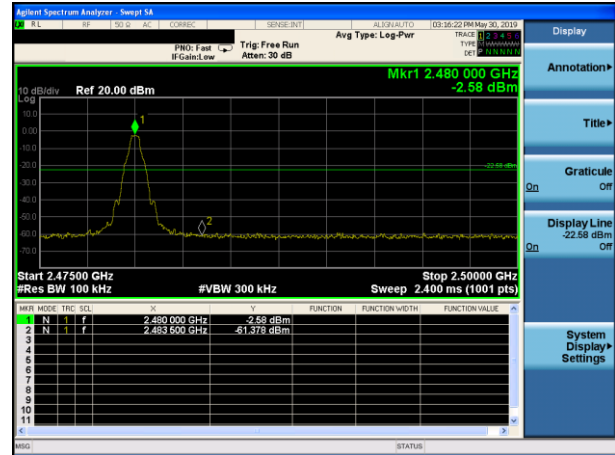 Agilent Spectrum Analyzer - Swept SA
RL RF 50 Ω AC CORREC SENSE:INT ALIGNAUTO 03:16:22 PM May 30, 2019
Display
Avg Type: Log-Pwr
TRACE 1 2 3 4 5 6
PNO: Fast Trig: Free Run
TYPE M
IFGain:Low Atten: 30 dB
DET P N N N N N
Mkr1 2.480 000 GHz
-2.58 dBm
10 dB/div Ref 20.00 dBm
Log
10.0
0.00
-10.0
-20.0
-30.0
-40.0
-50.0
-60.0
-70.0
1
-22.58 dBm
2
Start 2.47500 GHz Stop 2.50000 GHz
#Res BW 100 kHz #VBW 300 kHz Sweep 2.400 ms (1001 pts)
MKR MODE TRC SCL X Y FUNCTION FUNCTION WIDTH FUNCTION VALUE
1 N 1 f 2.480 000 GHz -2.58 dBm
2 N 1 f 2.483 500 GHz -61.378 dBm
3
4
5
6
7
8
9
10
11
MSG STATUS
Annotation
Title
Graticule
On Off
Display Line
-22.58 dBm
On Off
System
Display
Settings